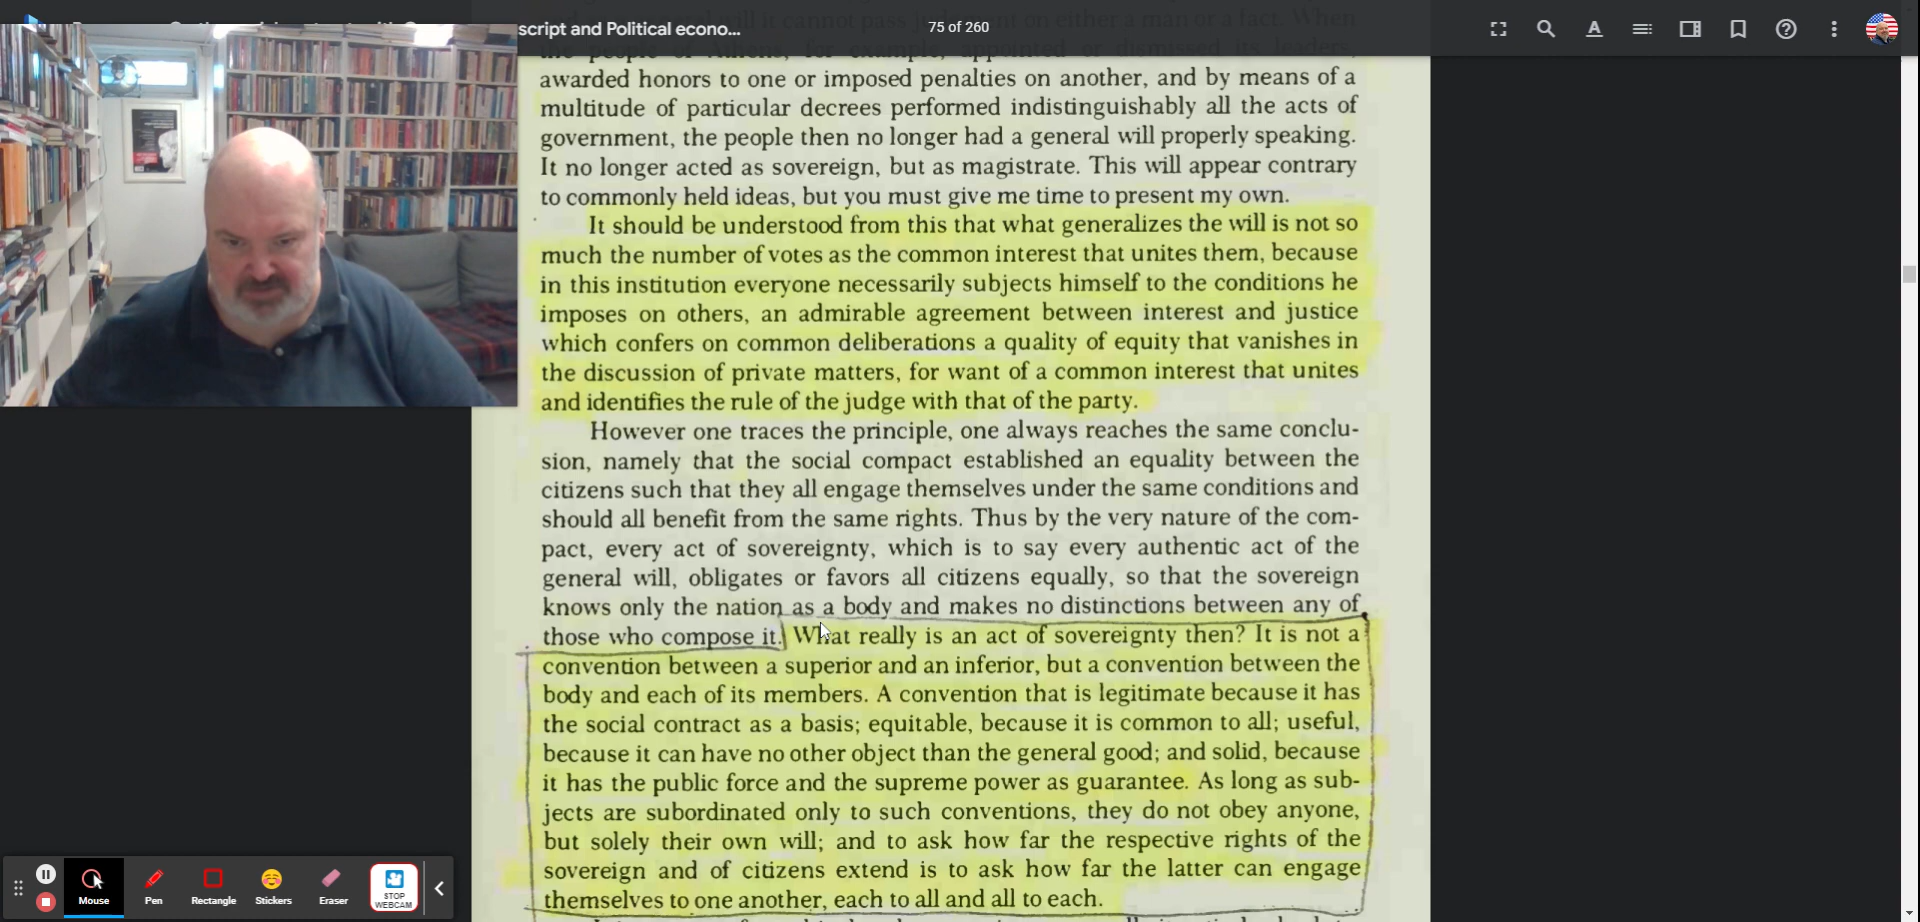 script and Political econo...
75 of 260
awarded honors to one or imposed penalties on another, and by means of a
multitude of particular decrees performed indistinguishably all the acts of
government, the people then no longer had a general will properly speaking.
It no longer acted as sovereign, but as magistrate. This will appear contrary
to commonly held ideas, but you must give me time to present my own.
It should be understood from this that what generalizes the will is not so
much the number of votes as the common interest that unites them, because
in this institution everyone necessarily subjects himself to the conditions he
imposes on others, an admirable agreement between interest and justice
which confers on common deliberations a quality of equity that vanishes in
the discussion of private matters, for want of a common interest that unites
and identifies the rule of the judge with that of the party.
However one traces the principle, one always reaches the same conclu-
sion, namely that the social compact established an equality between the
citizens such that they all engage themselves under the same conditions and
should all benefit from the same rights. Thus by the very nature of the com-
pact, every act of sovereignty, which is to say every authentic act of the
general will, obligates or favors all citizens equally, so that the sovereign
knows only the nation as a body and makes no distinctions between any of
those who compose it. What really is an act of sovereignty then? It is not a
convention between a superior and an inferior, but a convention between the
body and each of its members. A convention that is legitimate because it has
the social contract as a basis; equitable, because it is common to all; useful,
because it can have no other object than the general good; and solid, because
it has the public force and the supreme power as guarantee. As long as sub-
jects are subordinated only to such conventions, they do not obey anyone,
but solely their own will; and to ask how far the respective rights of the
sovereign and of citizens extend is to ask how far the latter can engage
themselves to one another, each to all and all to each.
Mouse
Pen
Rectangle
Stickers
Eraser
STOP
WEBCAM